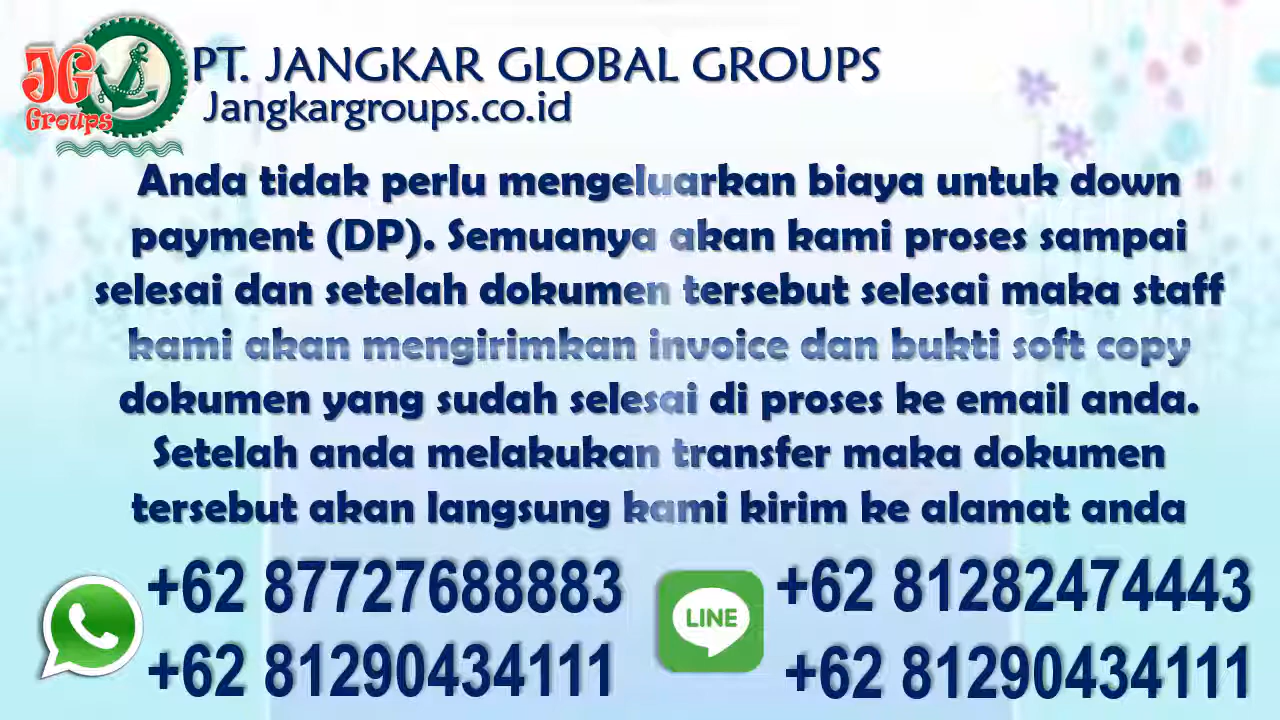 JG
Groups
PT. JANGKAR GLOBAL GROUPS
Jangkargroups.co.id
Anda tidak perlu mengeluarkan biaya untuk down
payment (DP). Semuanya akan kami proses sampai
selesai dan setelah dokumen tersebut selesai maka staff
kami akan mengirimkan invoice dan bukti soft copy
dokumen yang sudah selesai di proses ke email anda.
Setelah anda melakukan transfer maka dokumen
tersebut akan langsung kami kirim ke alamat anda
+62 87727688883
+62 81290434111
LINE
+62 81282474443
+62 81290434111